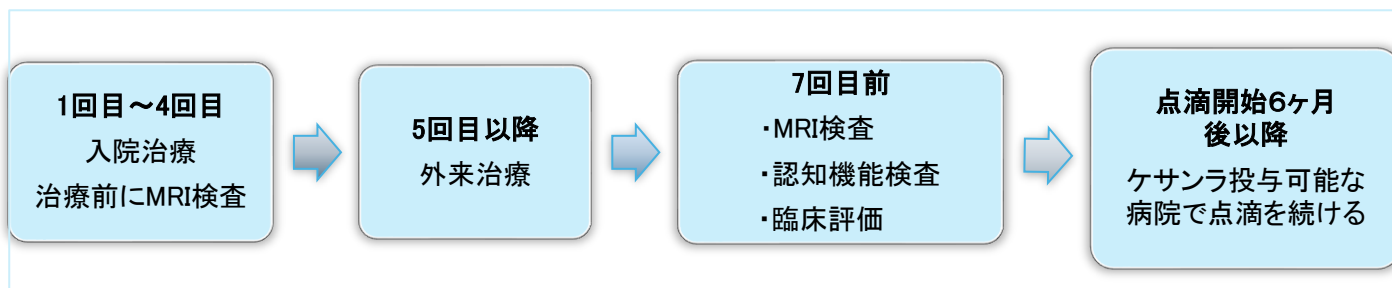 1回目～4回目
入院治療
治療前にMRI検査
5回目以降
外来治療
7回目前
・MRI検査
・認知機能検査
・臨床評価
点滴開始６ヶ月
後以降
ケサンラ投与可能な
病院で点滴を続ける